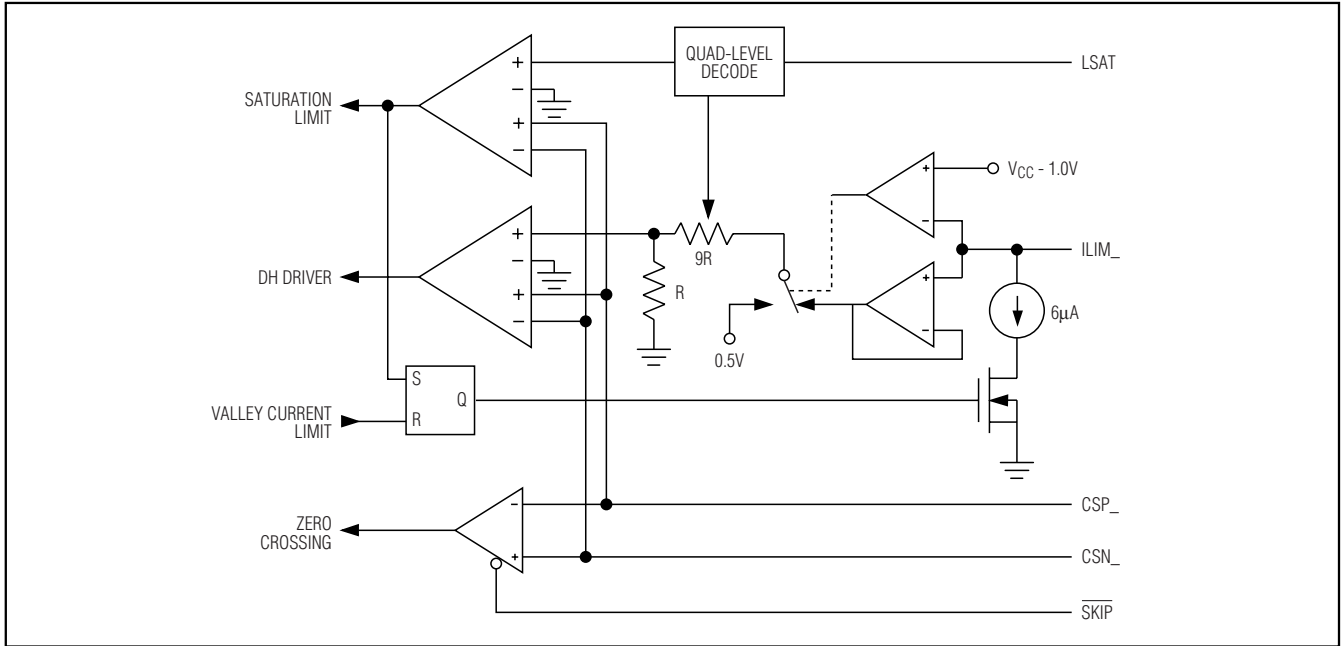 QUAD-LEVEL
DECODE
LSAT
+
-
+
-
SATURATION
LIMIT
+
-
V_CC - 1.0V
ILIM_
+
-
+
-
+
-
9R
R
DH DRIVER
0.5V
+
-
6µA
S
R
Q
VALLEY CURRENT
LIMIT
-
+
CSP_
ZERO
CROSSING
CSN_
SKIP